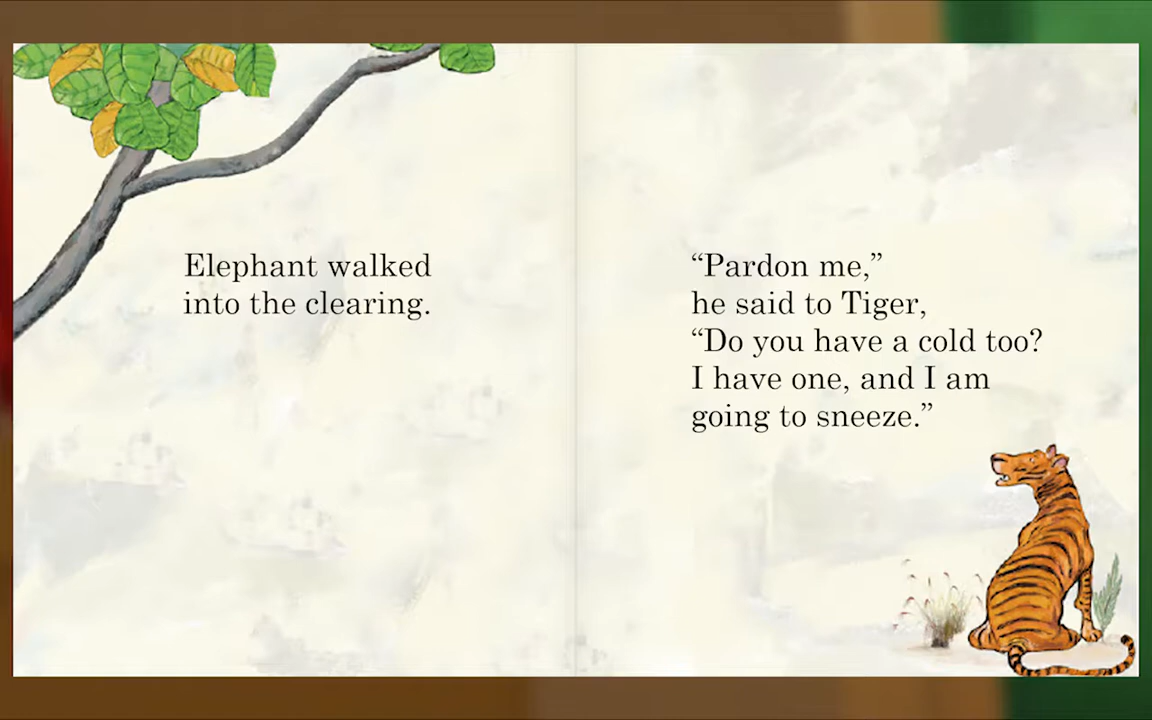 Elephant walked
into the clearing.
“Pardon me,”
he said to Tiger,
“Do you have a cold too?
I have one, and I am
going to sneeze.”